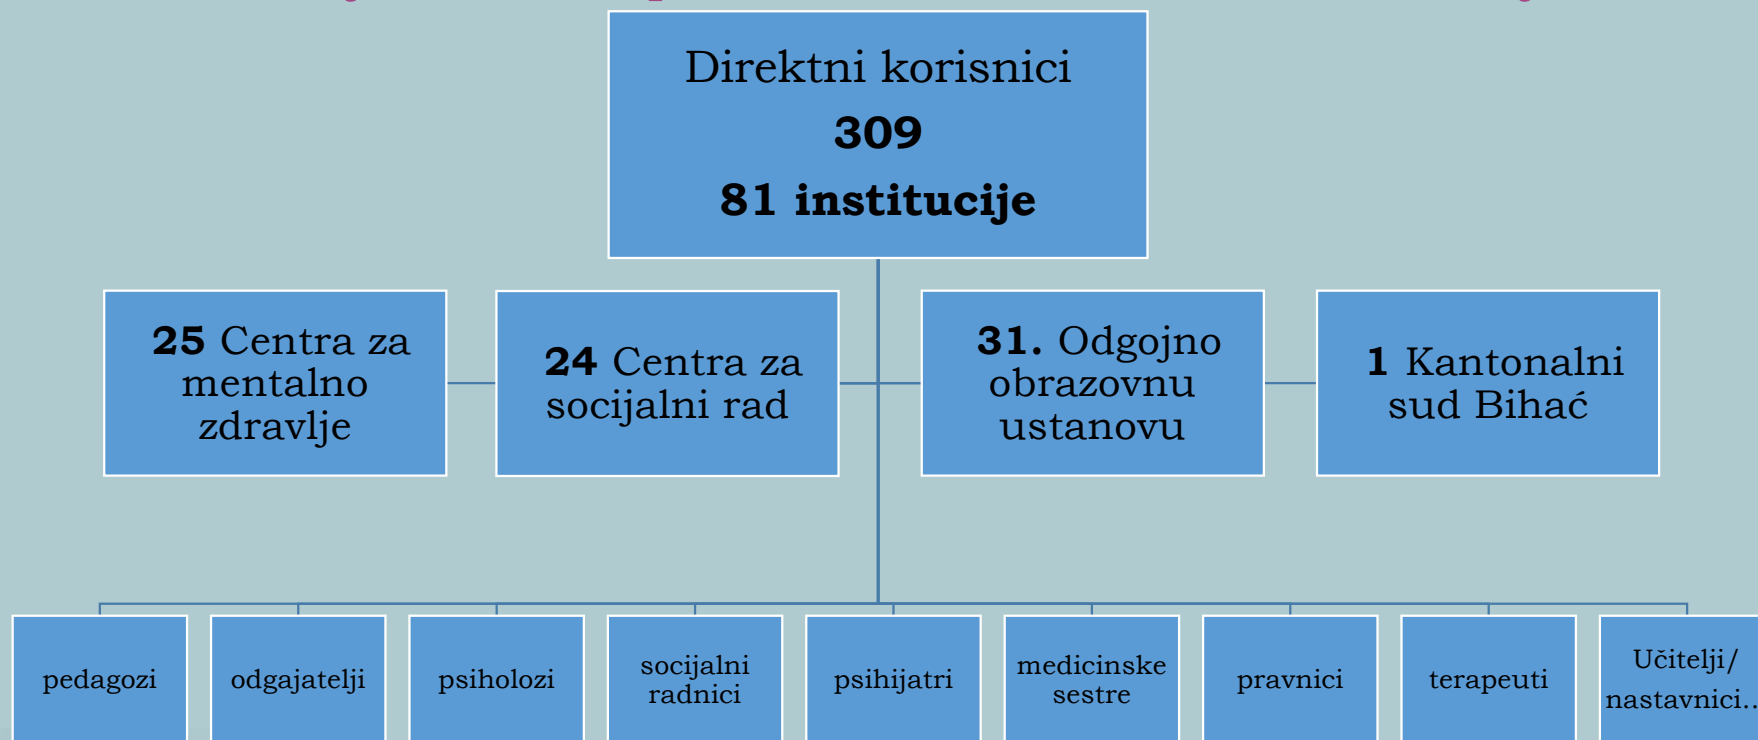 Direktni korisnici
309
81 institucije
25 Centra za
mentalno
zdravlje
24 Centra za
socijalni rad
31. Odgojno
obrazovnu
ustanovu
1 Kantonalni
sud Bihać
pedagozi
odgajatelji
psiholozi
socijalni
radnici
psihijatri
medicinske
sestre
pravnici
terapeuti
Učitelji/
nastavnici..